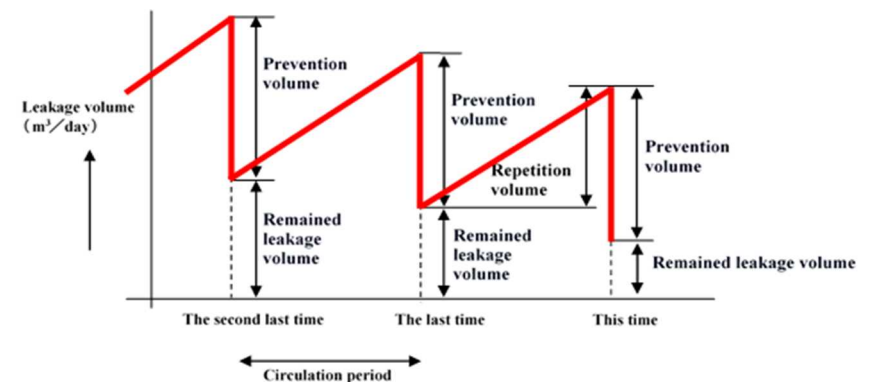 Prevention
volume
Leakage volume
(m³/day)
Prevention
volume
Repetition
volume
Prevention
volume
Remained
leakage
volume
Remained
leakage
volume
Remained leakage volume
The second last time
The last time
This time
Circulation period